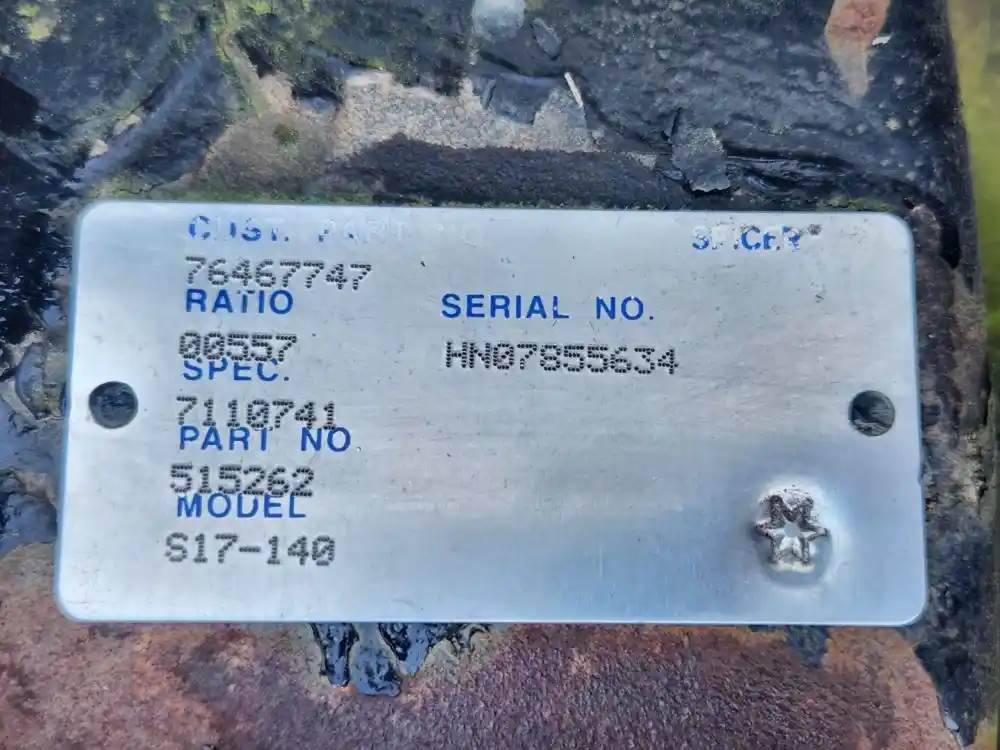 CUST. PART
SPICER
76467747
RATIO
SERIAL NO.
00557
HN07855634
SPEC.
7110741
PART NO.
515262
MODEL
S17-140
M